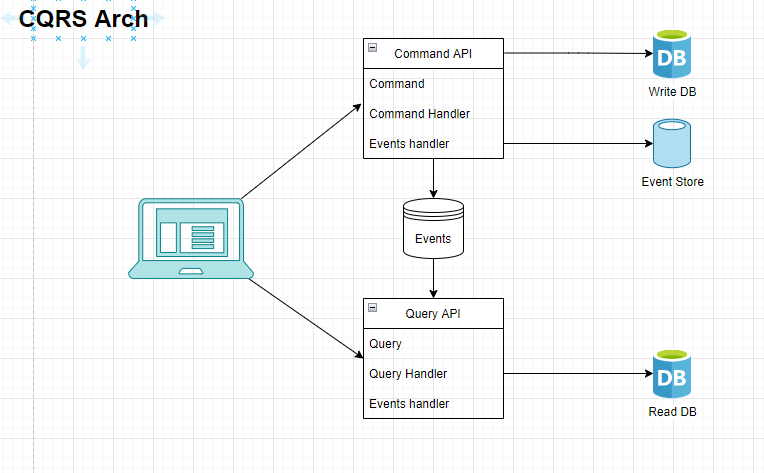 CQRS Arch
Command API
Command
Command Handler
Events handler
DB
Write DB
Event Store
Events
Query API
Query
Query Handler
Events handler
DB
Read DB